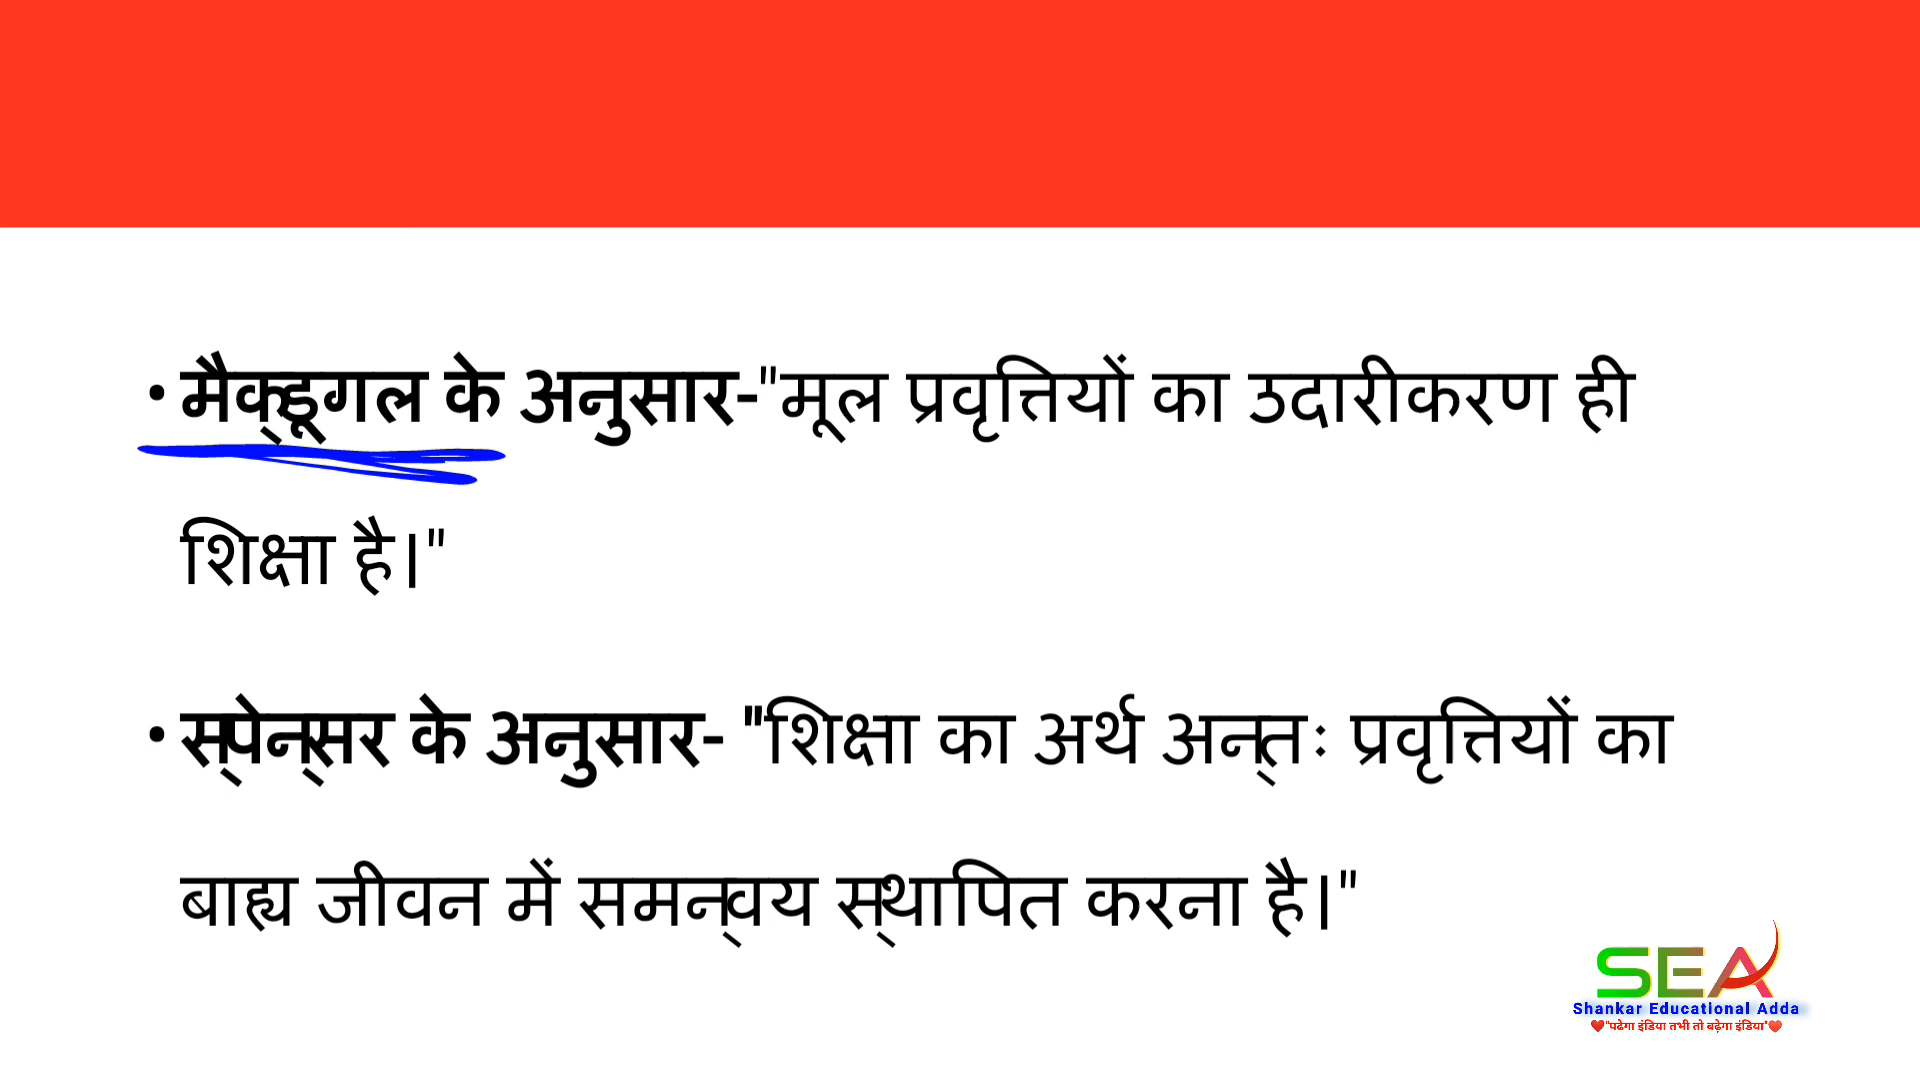 • मैक्डूगल के अनुसार-"मूल प्रवृत्तियों का उदारीकरण ही
शिक्षा है।"
• स्पेन्सर के अनुसार- "शिक्षा का अर्थ अन्तः प्रवृत्तियों का
बाह्य जीवन में समन्वय स्थापित करना है।"
SEA
Shankar Educational Adda
❤️"पढेगा इंडिया तभी तो बढ़ेगा इंडिया"❤️